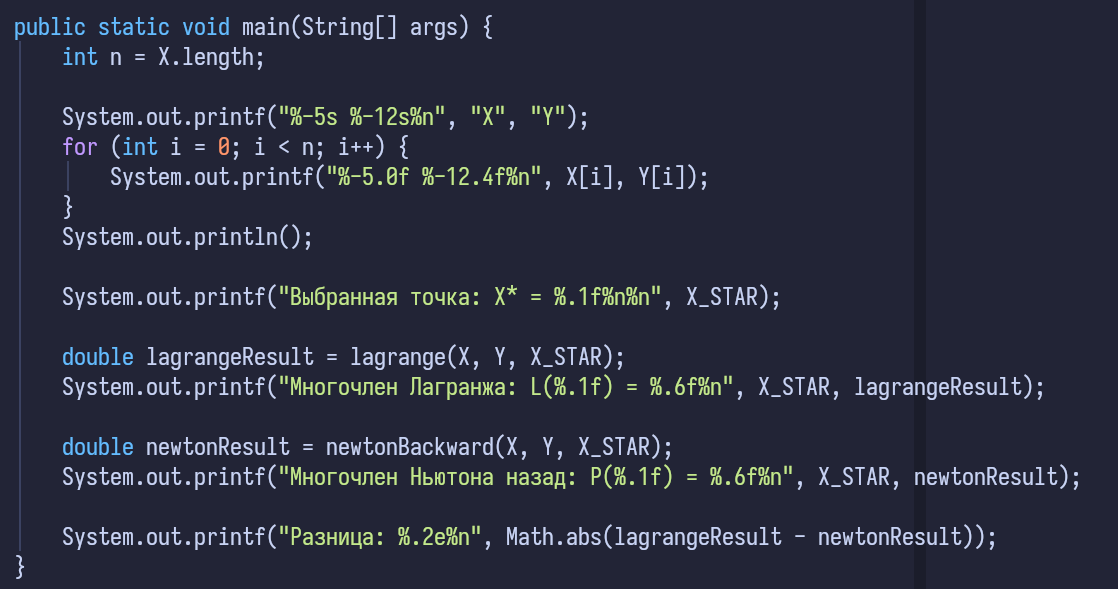 public static void main(String[] args) {
    int n = X.length;

    System.out.printf("%-5s %-12s%n", "X", "Y");
    for (int i = 0; i < n; i++) {
        System.out.printf("%-5.0f %-12.4f%n", X[i], Y[i]);
    }
    System.out.println();

    System.out.printf("Выбранная точка: X* = %.1f%n%n", X_STAR);

    double lagrangeResult = lagrange(X, Y, X_STAR);
    System.out.printf("Многочлен Лагранжа: L(%.1f) = %.6f%n", X_STAR, lagrangeResult);

    double newtonResult = newtonBackward(X, Y, X_STAR);
    System.out.printf("Многочлен Ньютона назад: P(%.1f) = %.6f%n", X_STAR, newtonResult);

    System.out.printf("Разница: %.2e%n", Math.abs(lagrangeResult - newtonResult));
}